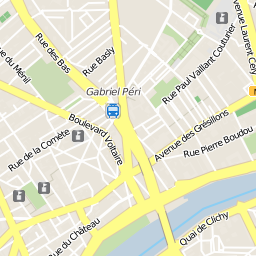 Rue des Bas
Rue Basly
Avenue Laurent Cély
Rue du Ménil
Gabriel Péri
Rue Paul Vaillant Couturier
Boulevard Voltaire
Avenue des Grésillons
Rue de la Comète
Rue Pierre Boudou
Rue du Château
Quai de Clichy